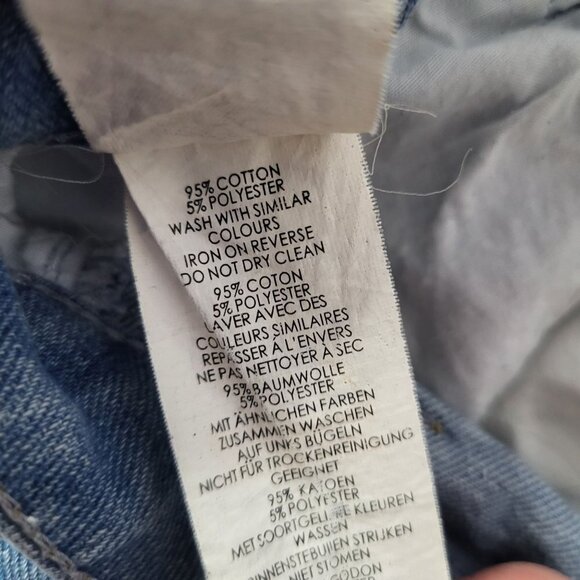 95% COTTON
5% POLYESTER
WASH WITH SIMILAR
COLOURS
IRON ON REVERSE
DO NOT DRY CLEAN
95% COTON
5% POLYESTER
LAVER AVEC DES
COULEURS SIMILAIRES
REPASSER À L'ENVERS
NE PAS NETTOYER À SEC
95% BAUMWOLLE
5% POLYESTER
MIT ÄHNLICHEN FARBEN
ZUSAMMEN WASCHEN
AUF LINKS BÜGELN
NICHT FÜR TROCKENREINIGUNG
GEEIGNET
95% KATOEN
5% POLYESTER
MET SOORTGELIJKE KLEUREN
WASSEN
BINNENSTEBUITEN STRIJKEN
NIET STOMEN